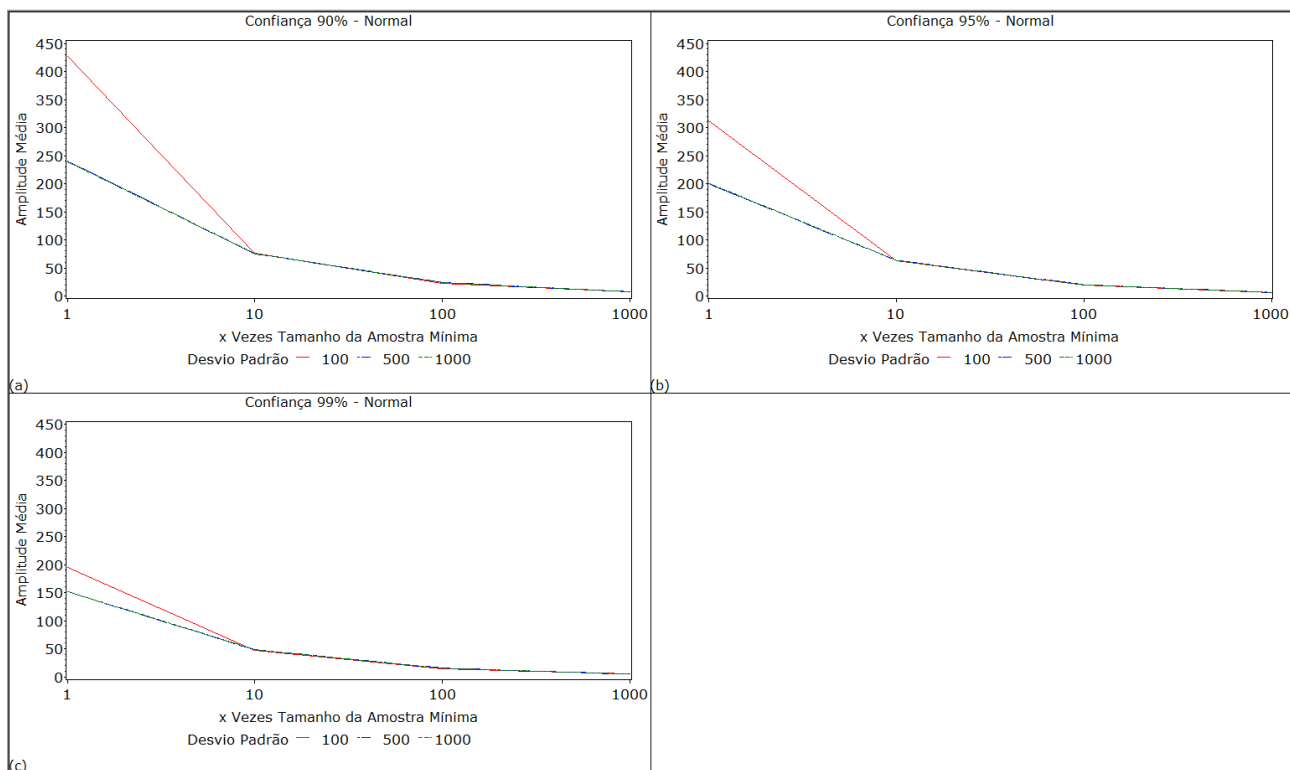 Confiança 90% - Normal
Amplitude Média
450
400
350
300
250
200
150
100
50
0
1 10 100 1000
x Vezes Tamanho da Amostra Mínima
Desvio Padrão 100 500 1000
(a)
Confiança 95% - Normal
Amplitude Média
450
400
350
300
250
200
150
100
50
0
1 10 100 1000
x Vezes Tamanho da Amostra Mínima
Desvio Padrão 100 500 1000
(b)
Confiança 99% - Normal
Amplitude Média
450
400
350
300
250
200
150
100
50
0
1 10 100 1000
x Vezes Tamanho da Amostra Mínima
Desvio Padrão 100 500 1000
(c)